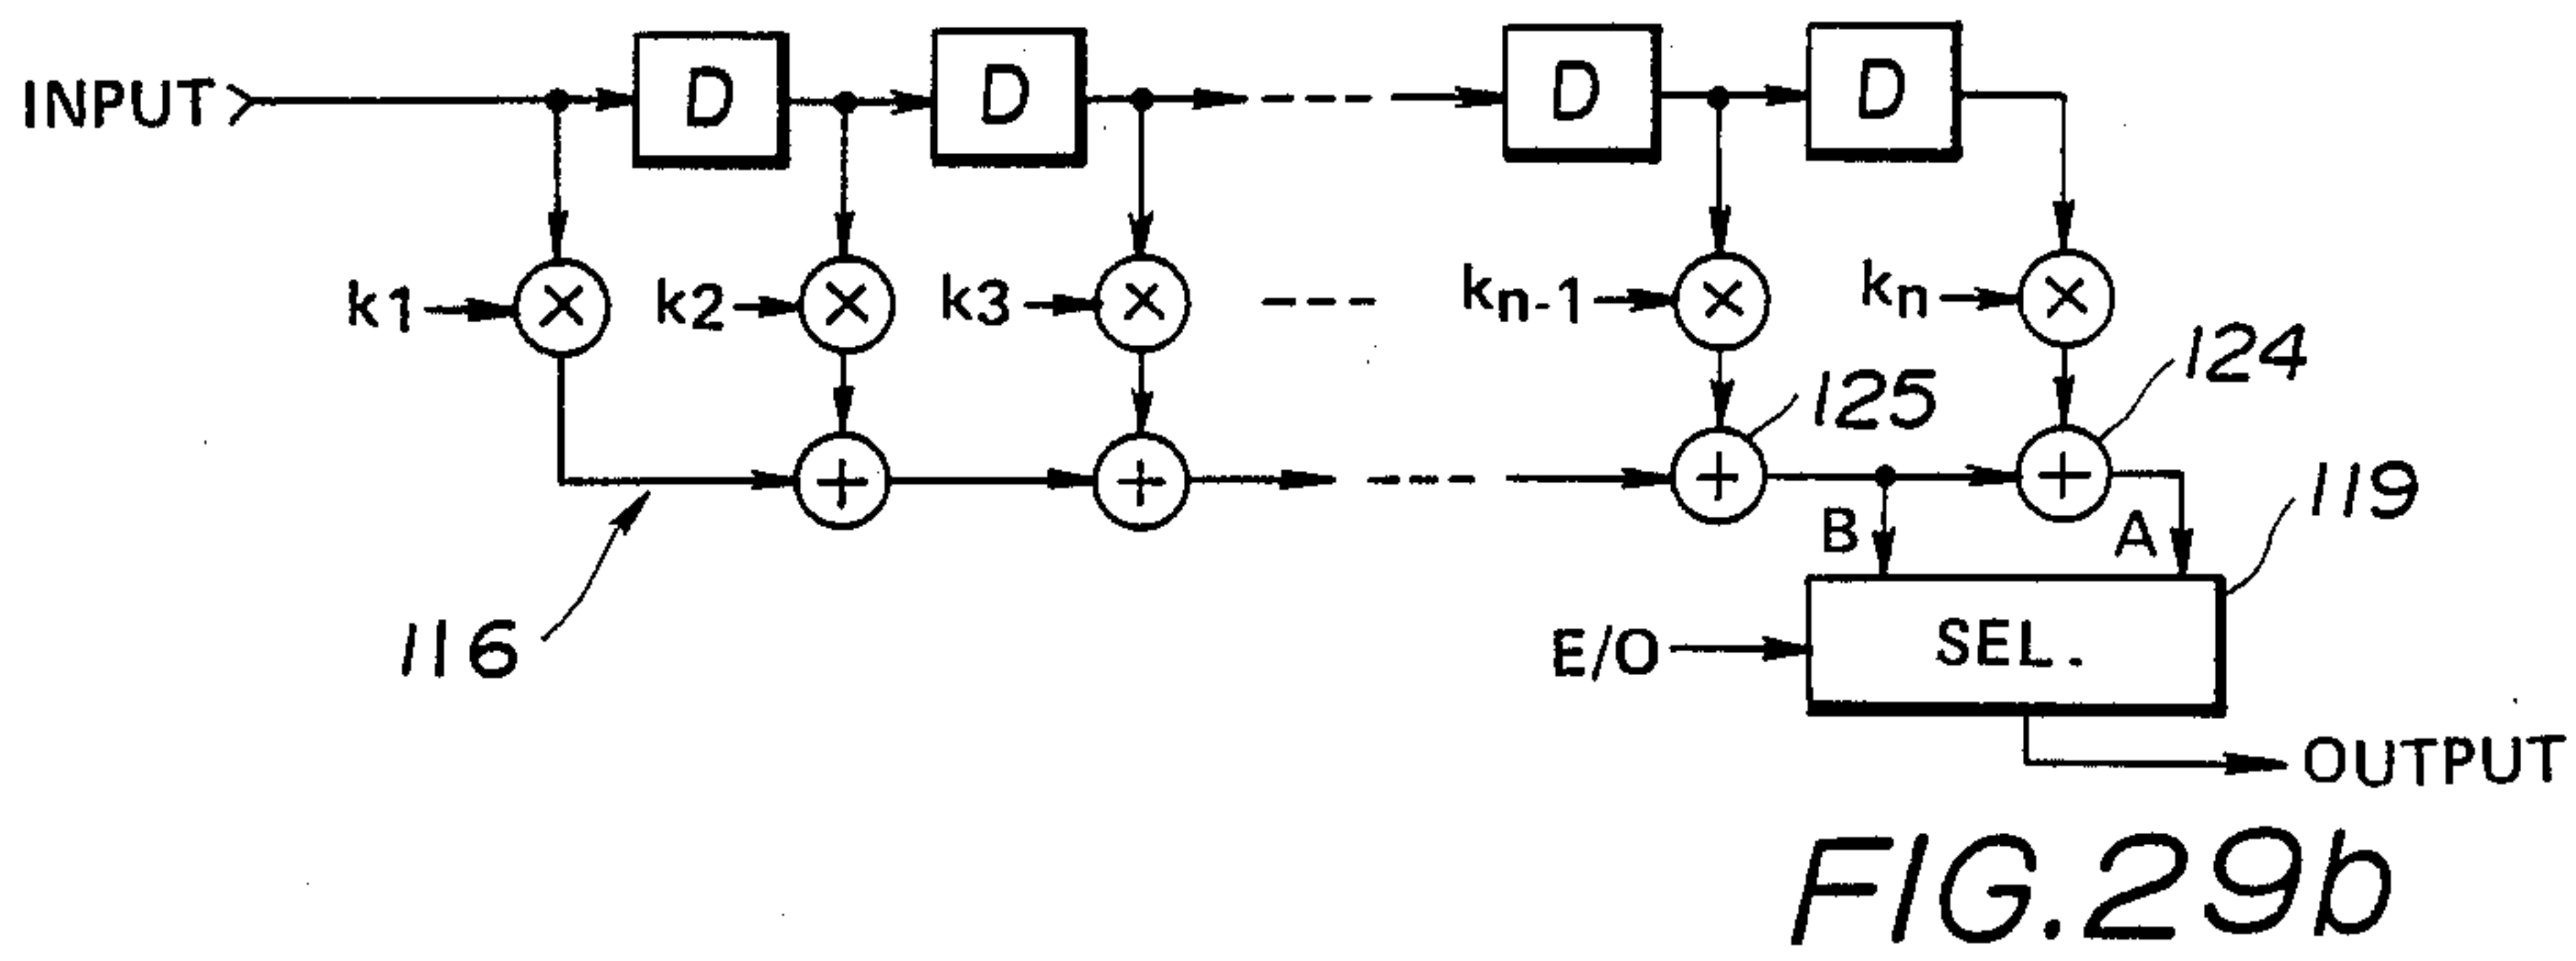 INPUT
D D D D
k1 × k2 × k3 × --- kn-1 × kn ×
124
125
+ + + +
B A
119
116
E/O
SEL.
OUTPUT
FIG.29b